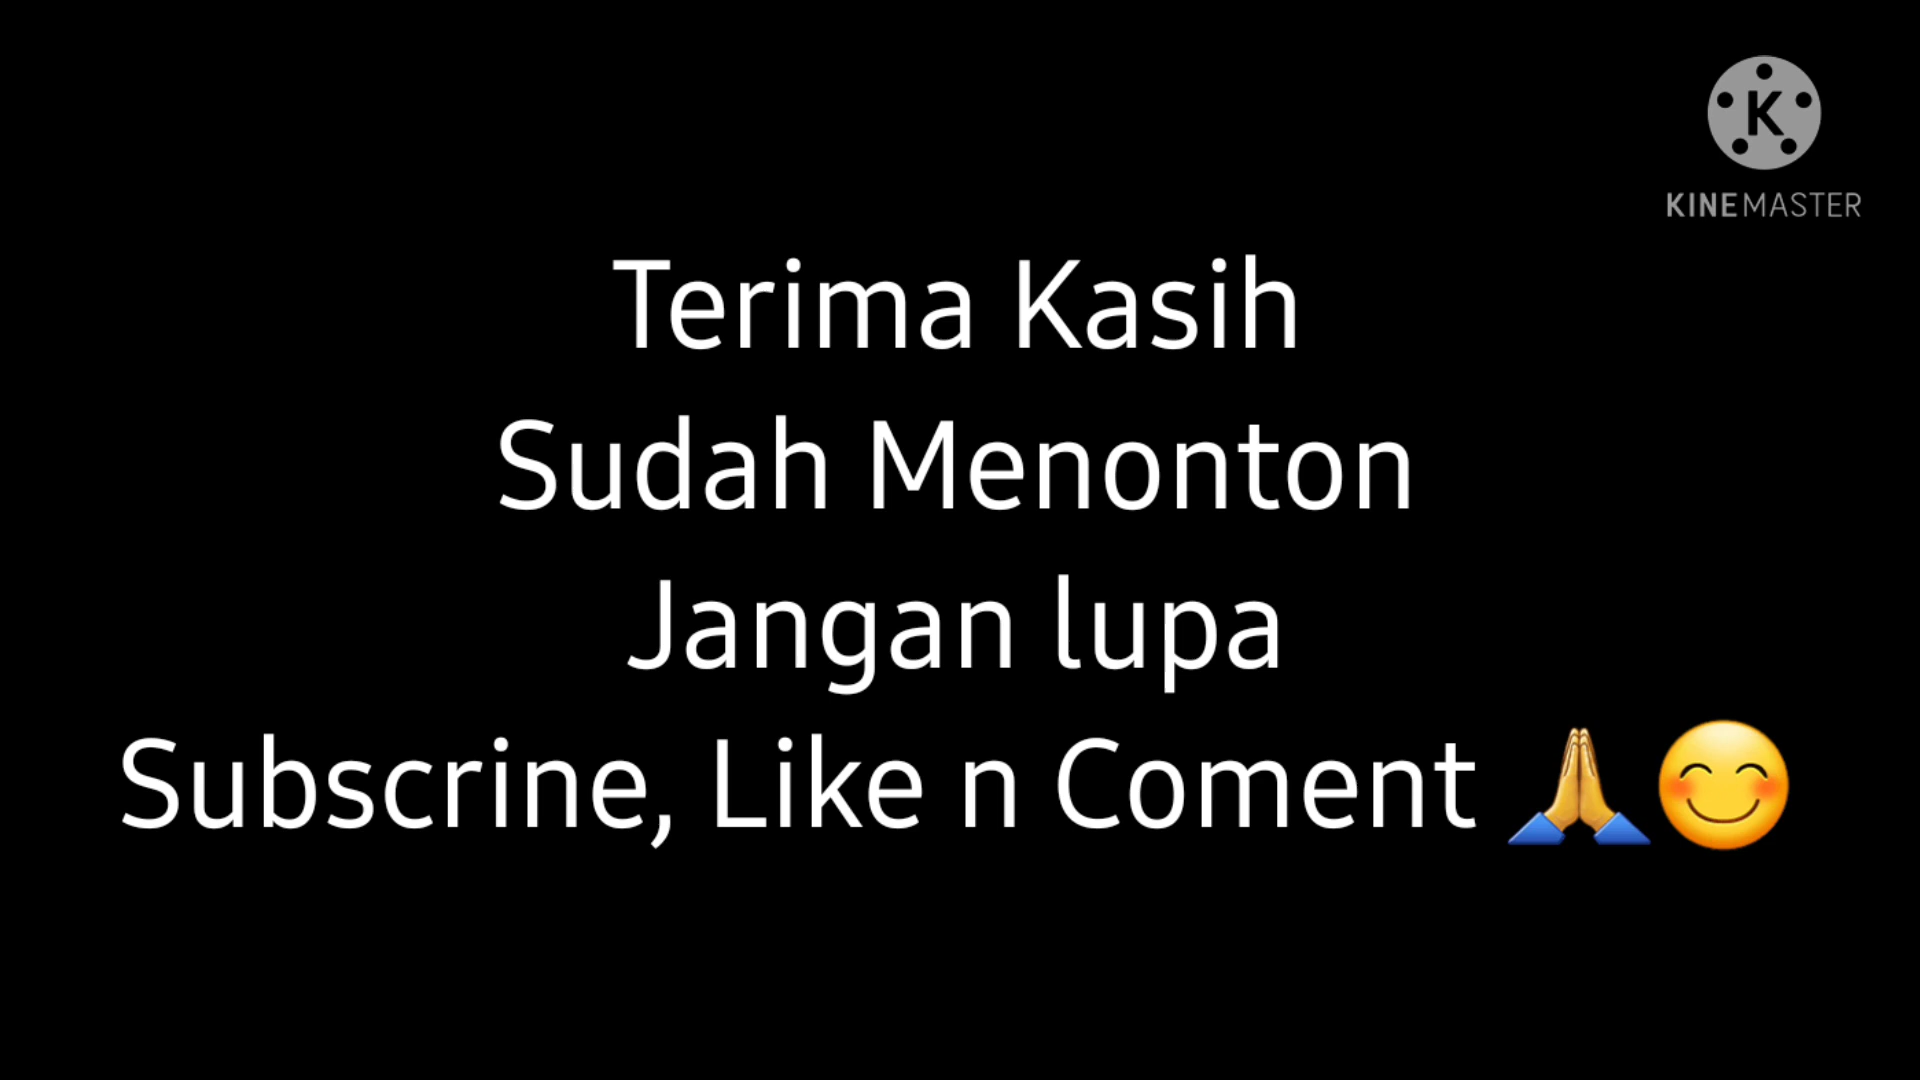 K
KINEMASTER
Terima Kasih
Sudah Menonton
Jangan lupa
Subscrine, Like n Coment 🙏😊